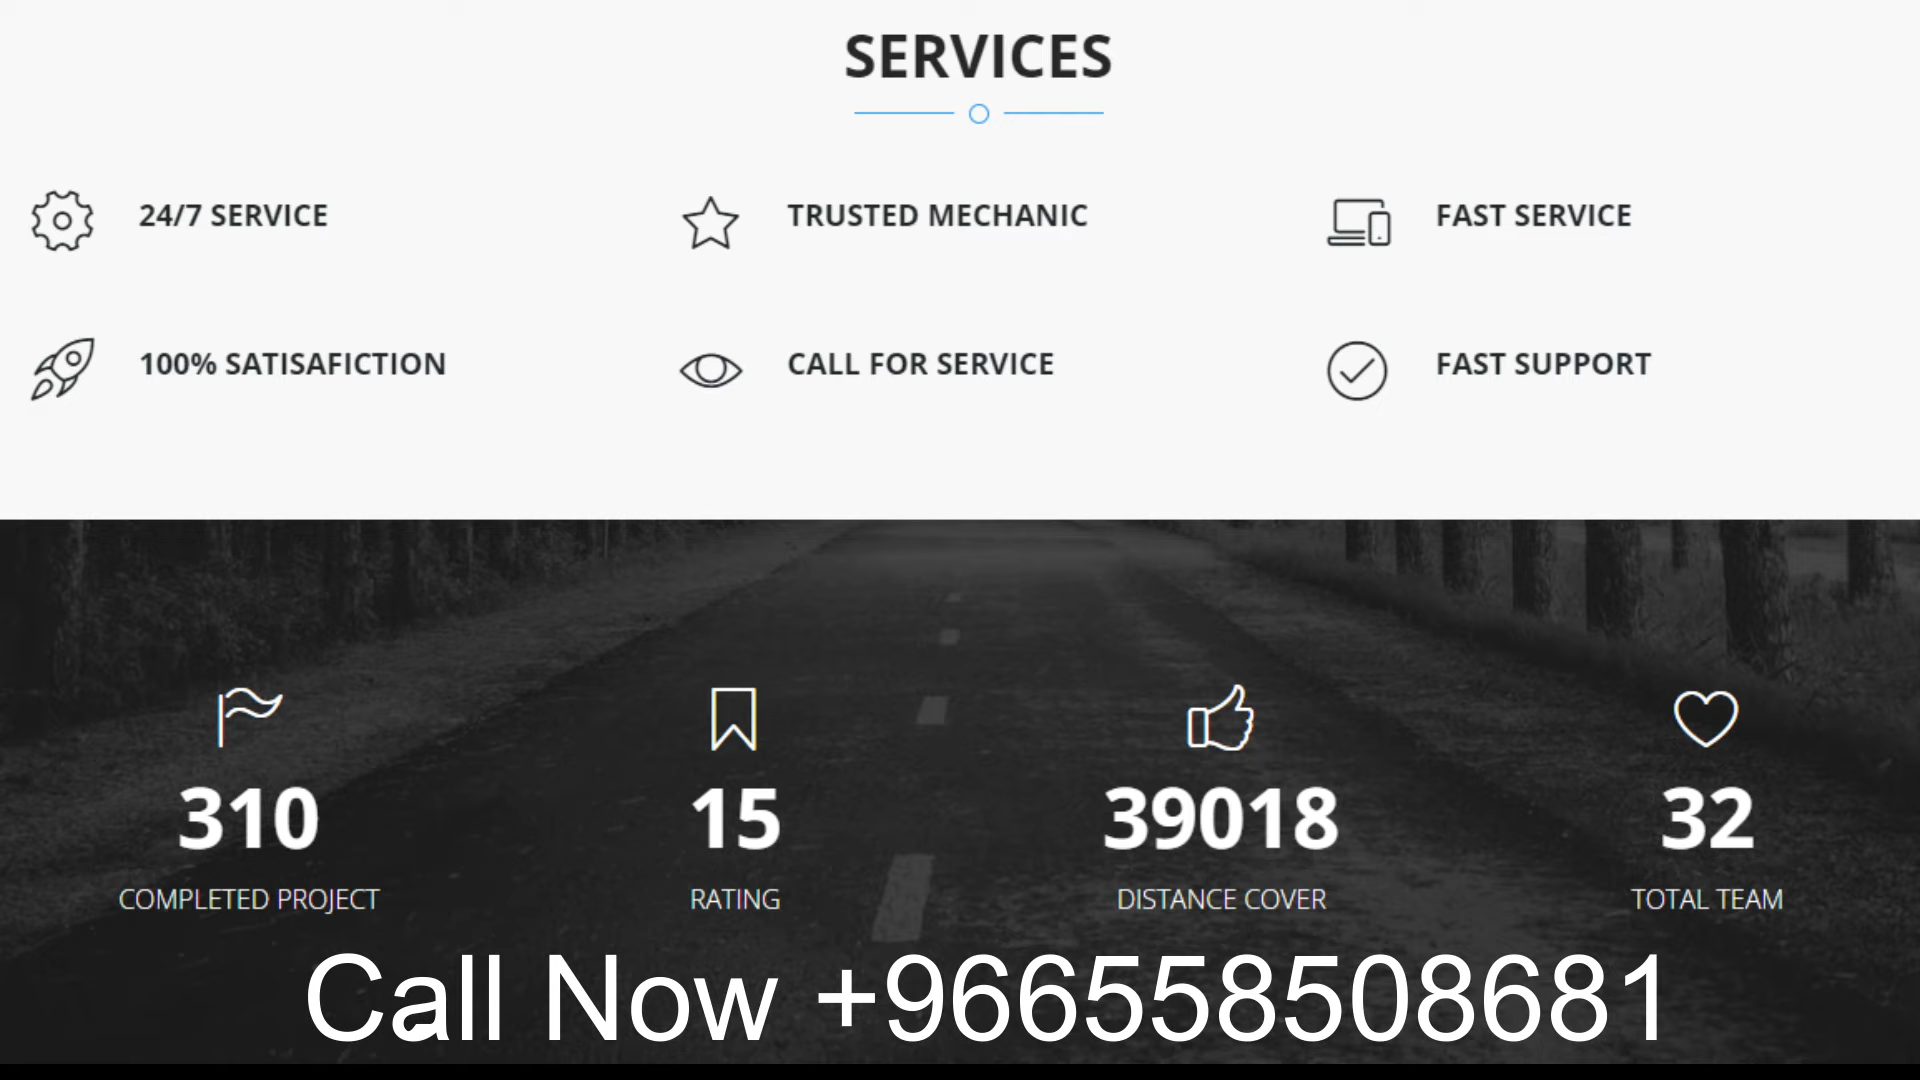 SERVICES
24/7 SERVICE
TRUSTED MECHANIC
FAST SERVICE
100% SATISAFICTION
CALL FOR SERVICE
FAST SUPPORT
310
15
39018
32
COMPLETED PROJECT
RATING
DISTANCE COVER
TOTAL TEAM
Call Now +966558508681